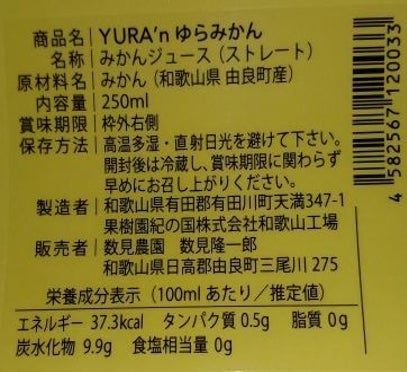 商品名 YURA'n ゆらみかん
名称 みかんジュース（ストレート）
原材料名 みかん（和歌山県 由良町産）
内容量 250ml
賞味期限 枠外右側
保存方法 高温多湿・直射日光を避けて下さい。
開封後は冷蔵し、賞味期限に関わらず
早めにお召し上がりください。
製造者 和歌山県有田郡有田川町天満347-1
果樹園紀の国株式会社和歌山工場
販売者 数見農園 数見隆一郎
和歌山県日高郡由良町三尾川 275
栄養成分表示（100mlあたり／推定値）
エネルギー 37.3kcal タンパク質 0.5g 脂質 0g
炭水化物 9.9g 食塩相当量 0g
4 582567 120033